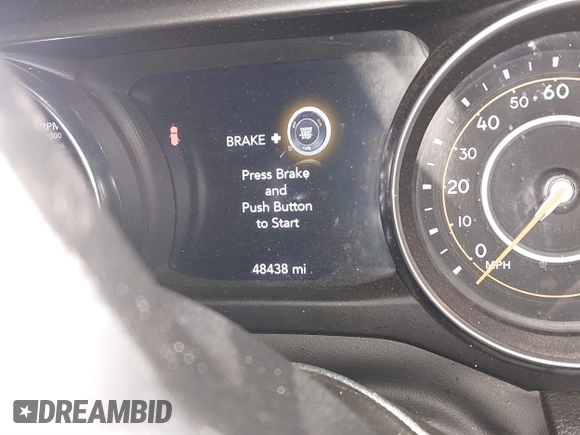 BRAKE +
Press Brake
and
Push Button
to Start
48438 mi
RPM
60
50
40
30
20
10
0
MPH
DREAMBID